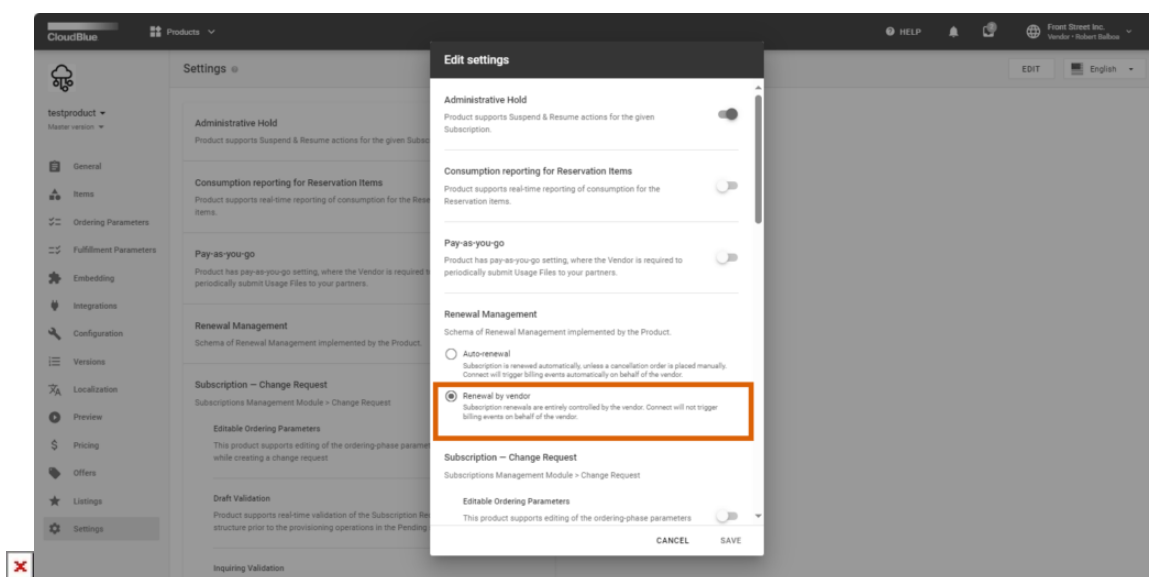 CloudBlue
Products
HELP
Front Street Inc.
Vendor • Robert Balboa
Settings
EDIT
English
testproduct
Master version
General
Items
Ordering Parameters
Fulfillment Parameters
Embedding
Integrations
Configuration
Versions
Localization
Preview
Pricing
Offers
Listings
Settings
Administrative Hold
Product supports Suspend & Resume actions for the given Subsc
Consumption reporting for Reservation Items
Product supports real-time reporting of consumption for the Rese
items.
Pay-as-you-go
Product has pay-as-you-go setting, where the Vendor is required t
periodically submit Usage Files to your partners.
Renewal Management
Schema of Renewal Management implemented by the Product.
Subscription — Change Request
Subscriptions Management Module > Change Request
Editable Ordering Parameters
This product supports editing of the ordering-phase parame
while creating a change request
Draft Validation
Product supports real-time validation of the Subscription Re
structure prior to the provisioning operations in the Pending
Inquiring Validation
Edit settings
Administrative Hold
Product supports Suspend & Resume actions for the given
Subscription.
Consumption reporting for Reservation Items
Product supports real-time reporting of consumption for the
Reservation items.
Pay-as-you-go
Product has pay-as-you-go setting, where the Vendor is required to
periodically submit Usage Files to your partners.
Renewal Management
Schema of Renewal Management implemented by the Product.
Auto-renewal
Subscription is renewed automatically, unless a cancellation order is placed manually.
Connect will trigger billing events automatically on behalf of the vendor.
Renewal by vendor
Subscription renewals are entirely controlled by the vendor. Connect will not trigger
billing events on behalf of the vendor.
Subscription — Change Request
Subscriptions Management Module > Change Request
Editable Ordering Parameters
This product supports editing of the ordering-phase parameters
CANCEL
SAVE